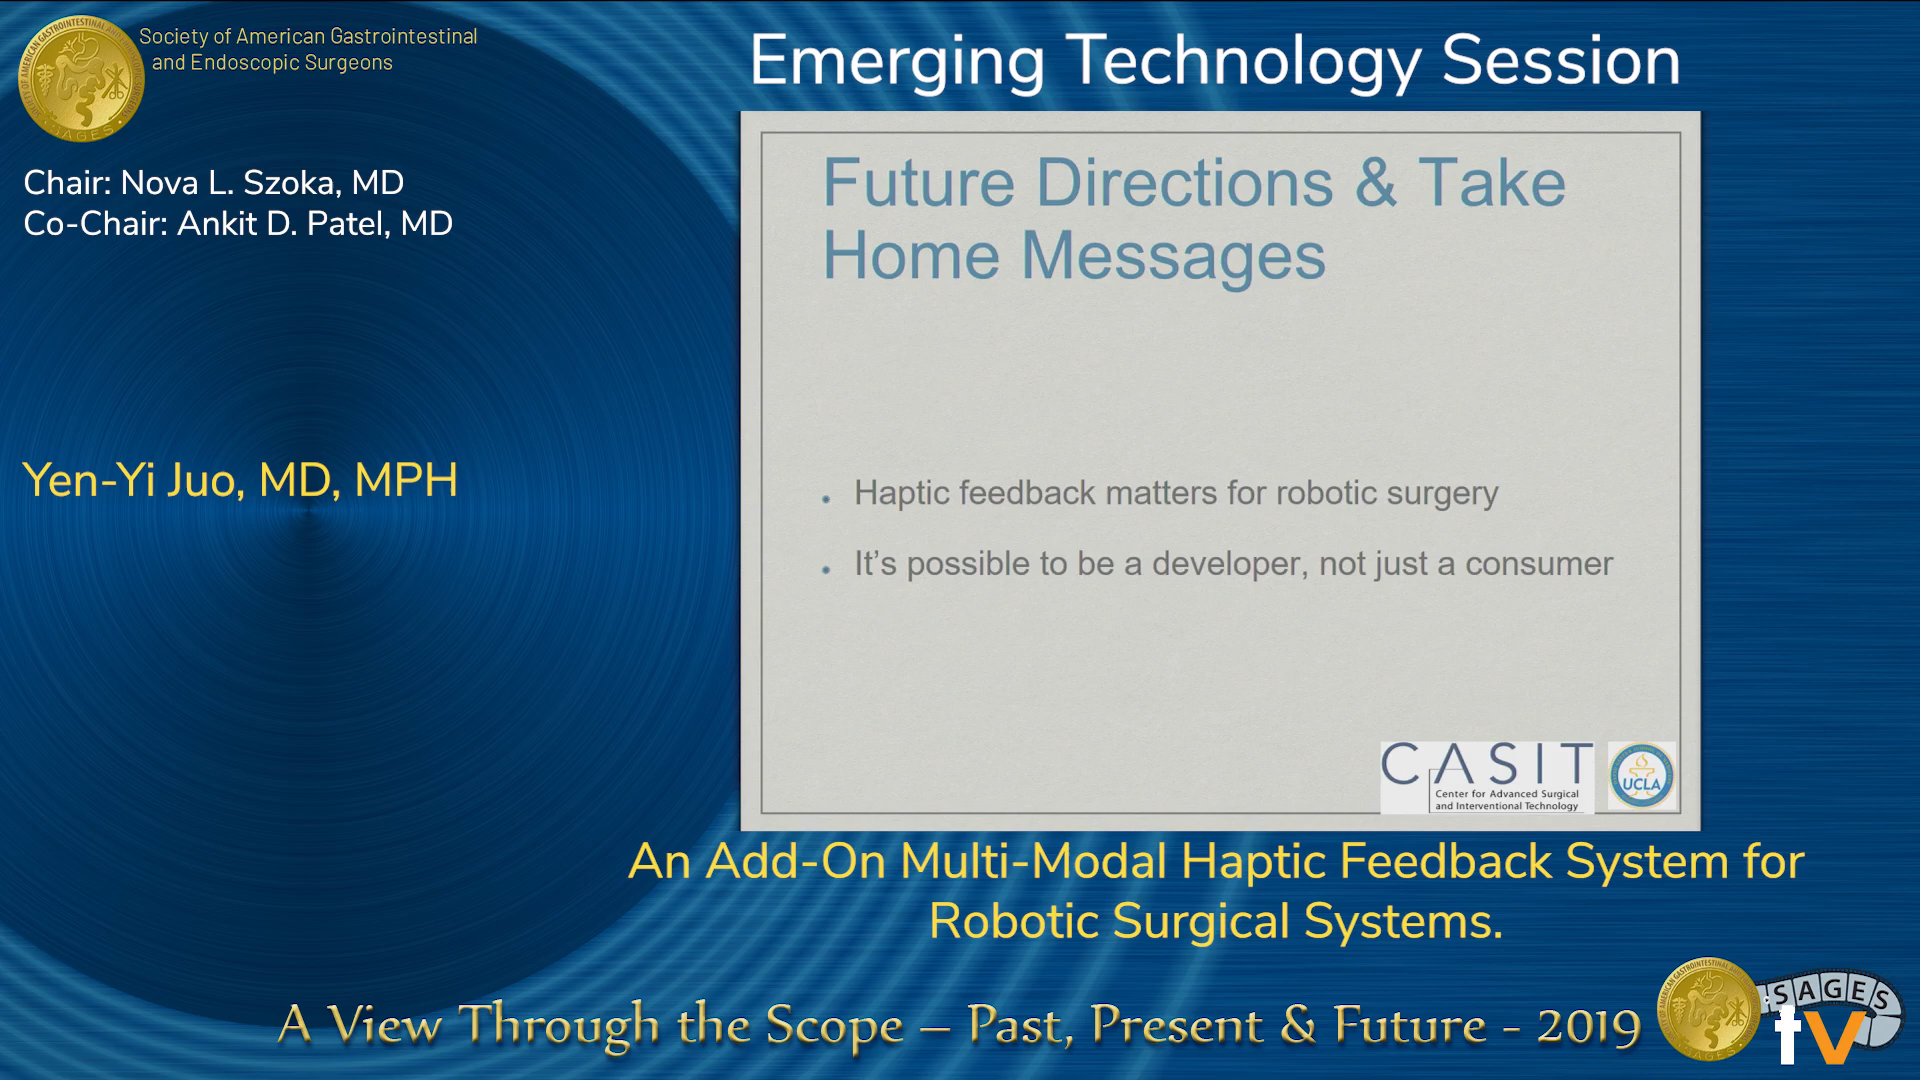 Society of American Gastrointestinal
and Endoscopic Surgeons
Emerging Technology Session
Chair: Nova L. Szoka, MD
Co-Chair: Ankit D. Patel, MD
Yen-Yi Juo, MD, MPH
Future Directions & Take
Home Messages
Haptic feedback matters for robotic surgery
It's possible to be a developer, not just a consumer
CASIT
Center for Advanced Surgical
and Interventional Technology
UCLA
An Add-On Multi-Modal Haptic Feedback System for
Robotic Surgical Systems.
A View Through the Scope – Past, Present & Future - 2019
SAGES
tv